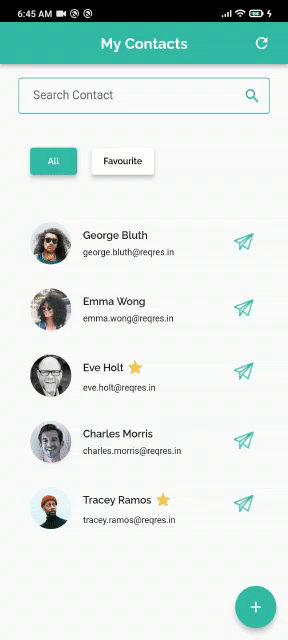 6:45 AM
My Contacts
Search Contact
All
Favourite
George Bluth
george.bluth@reqres.in
Emma Wong
emma.wong@reqres.in
Eve Holt
eve.holt@reqres.in
Charles Morris
charles.morris@reqres.in
Tracey Ramos
tracey.ramos@reqres.in
+